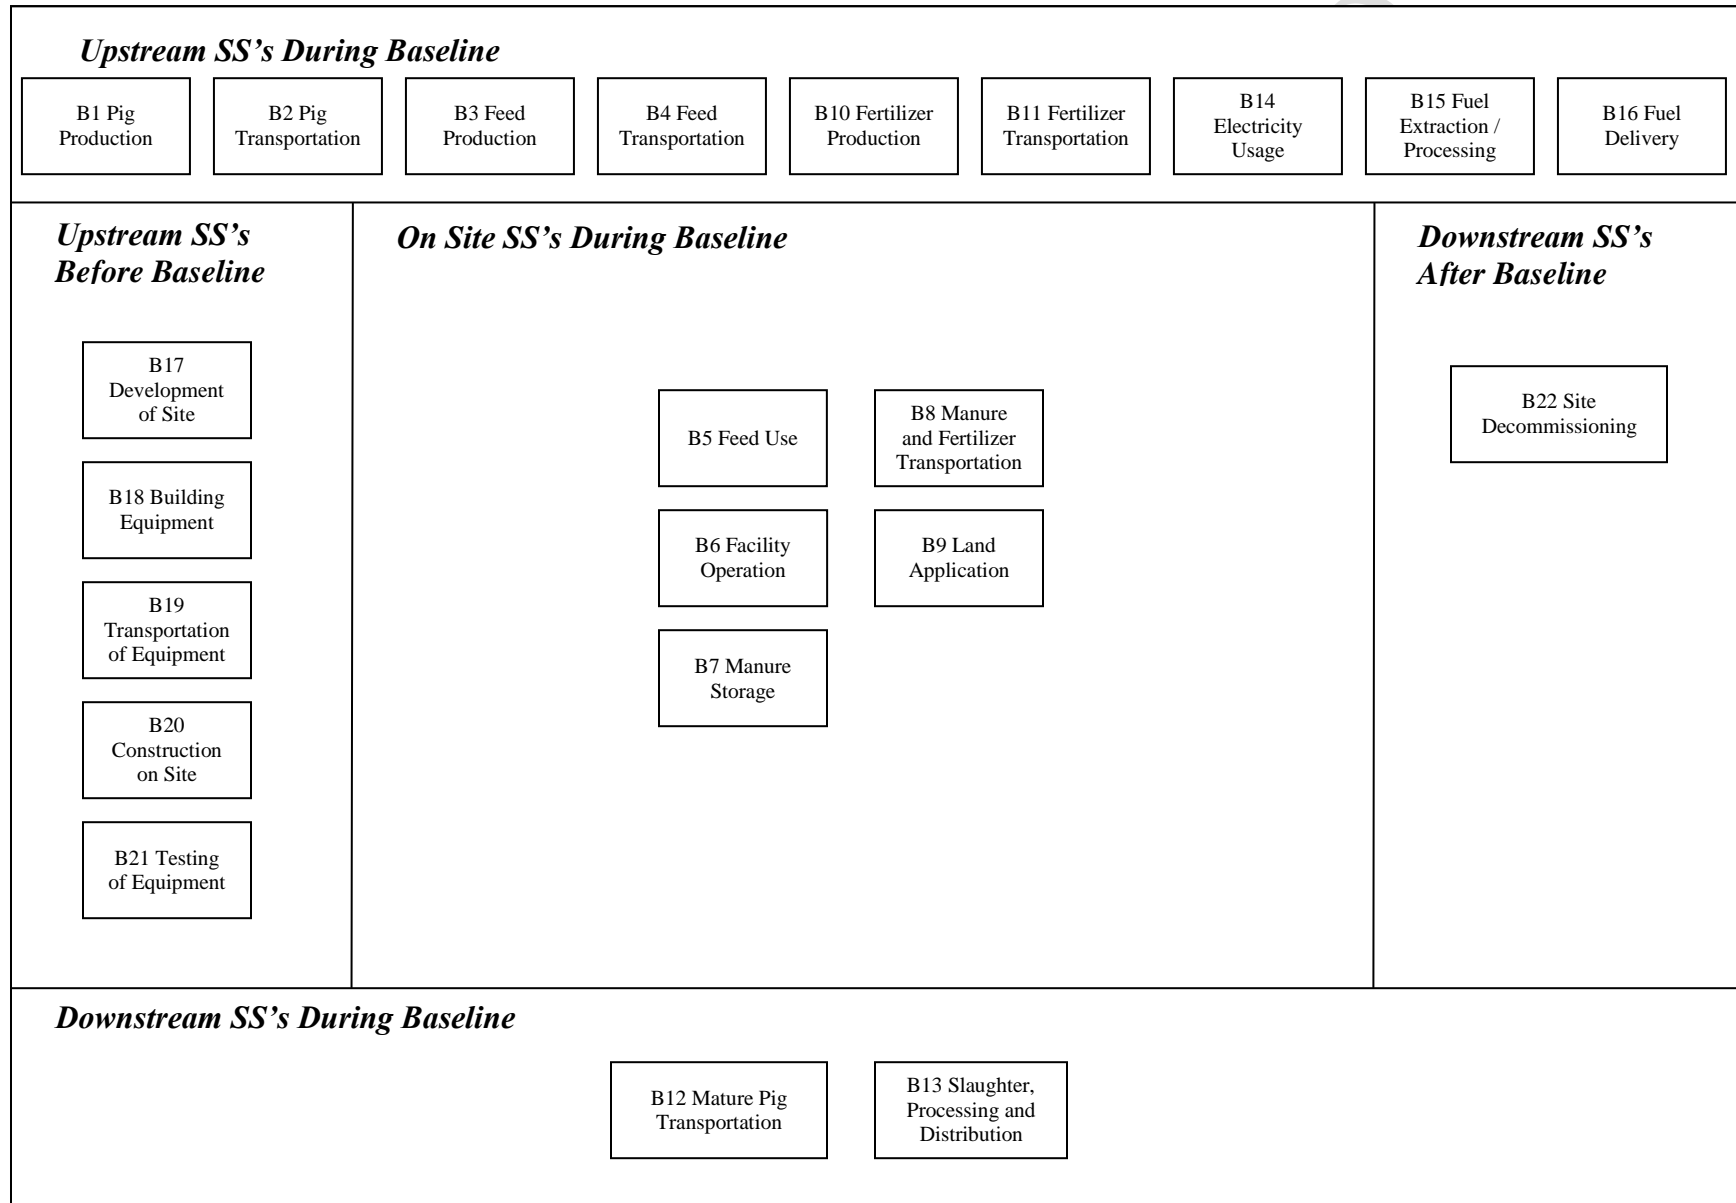 Upstream SS's During Baseline
B1 Pig
Production
B2 Pig
Transportation
B3 Feed
Production
B4 Feed
Transportation
B10 Fertilizer
Production
B11 Fertilizer
Transportation
B14
Electricity
Usage
B15 Fuel
Extraction /
Processing
B16 Fuel
Delivery
Upstream SS's
Before Baseline
B17
Development
of Site
B18 Building
Equipment
B19
Transportation
of Equipment
B20
Construction
on Site
B21 Testing
of Equipment
On Site SS's During Baseline
B5 Feed Use
B8 Manure
and Fertilizer
Transportation
B6 Facility
Operation
B9 Land
Application
B7 Manure
Storage
Downstream SS's
After Baseline
B22 Site
Decommissioning
Downstream SS's During Baseline
B12 Mature Pig
Transportation
B13 Slaughter,
Processing and
Distribution